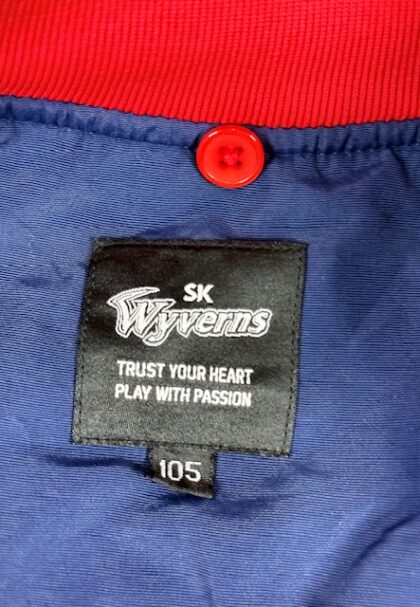 SK
Wyverns
TRUST YOUR HEART
PLAY WITH PASSION
105